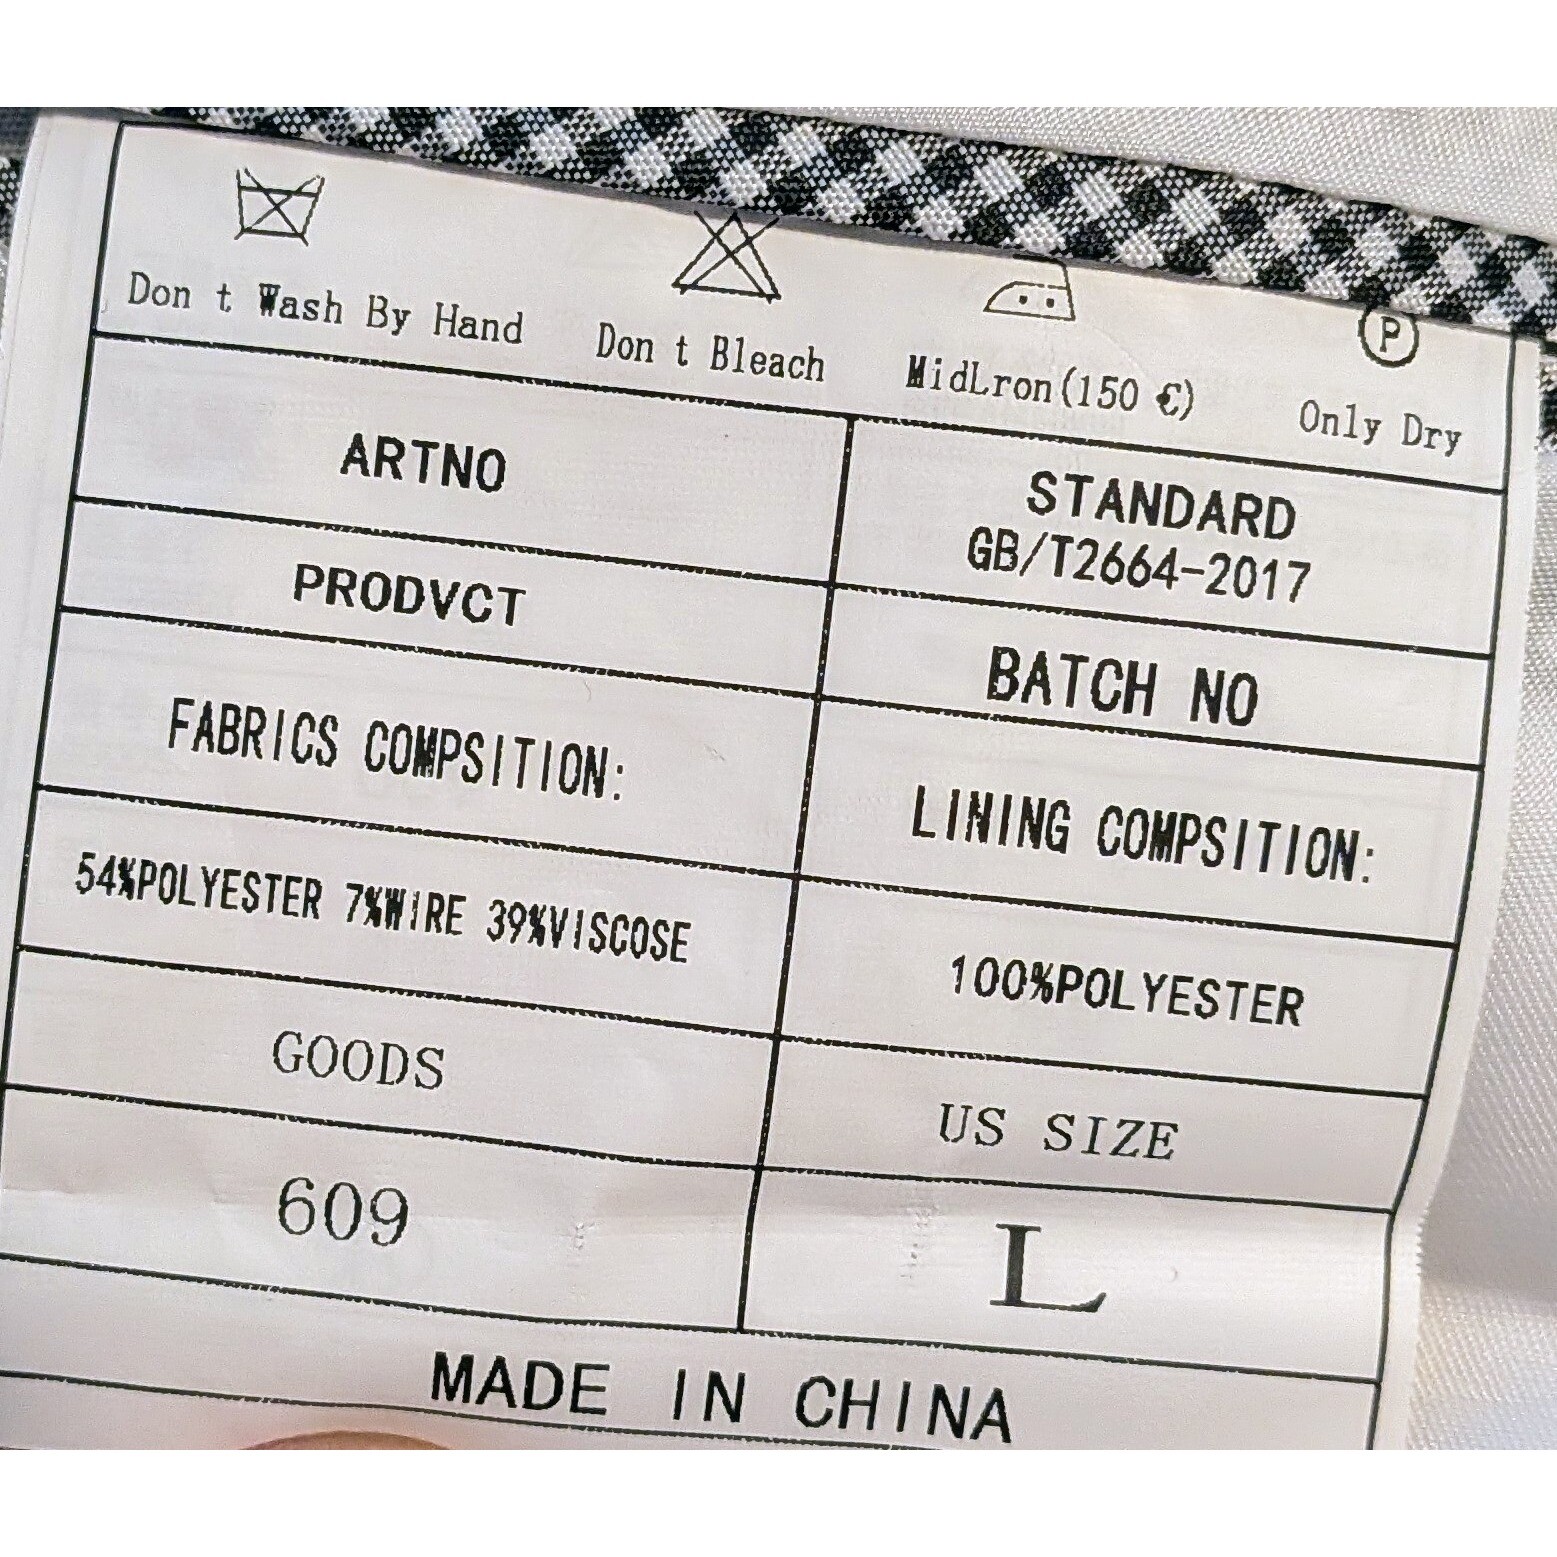 Don t Wash By Hand
Don t Bleach
MidLron(150 €)
P
Only Dry
ARTNO
STANDARD
GB/T2664-2017
PRODVCT
BATCH NO
FABRICS COMPSITION:
LINING COMPSITION:
54%POLYESTER 7%WIRE 39%VISCOSE
100%POLYESTER
GOODS
US SIZE
609
L
MADE IN CHINA